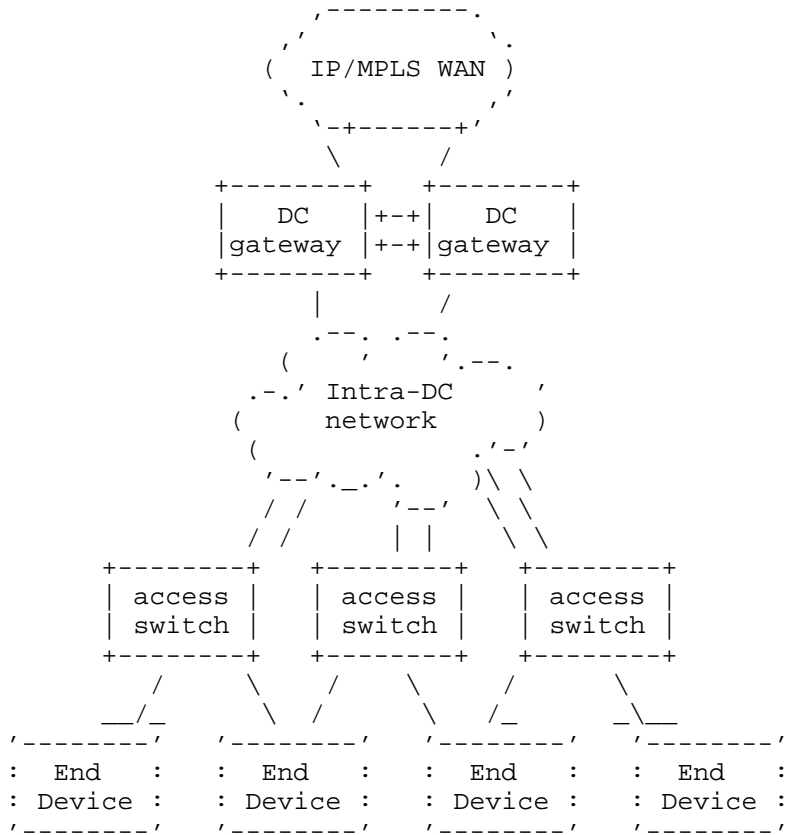 IP/MPLS WAN
DC DC
gateway gateway
Intra-DC
network
access access access
switch switch switch
End End End End
Device Device Device Device